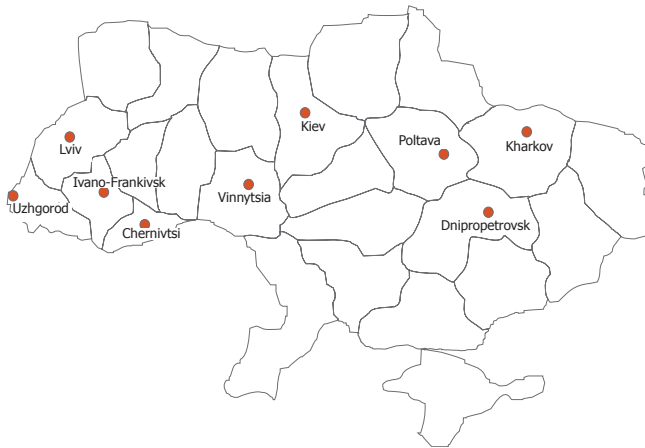 Kiev
Poltava
Kharkov
Lviv
Ivano-Frankivsk
Uzhgorod
Vinnytsia
Chernivtsi
Dnipropetrovsk